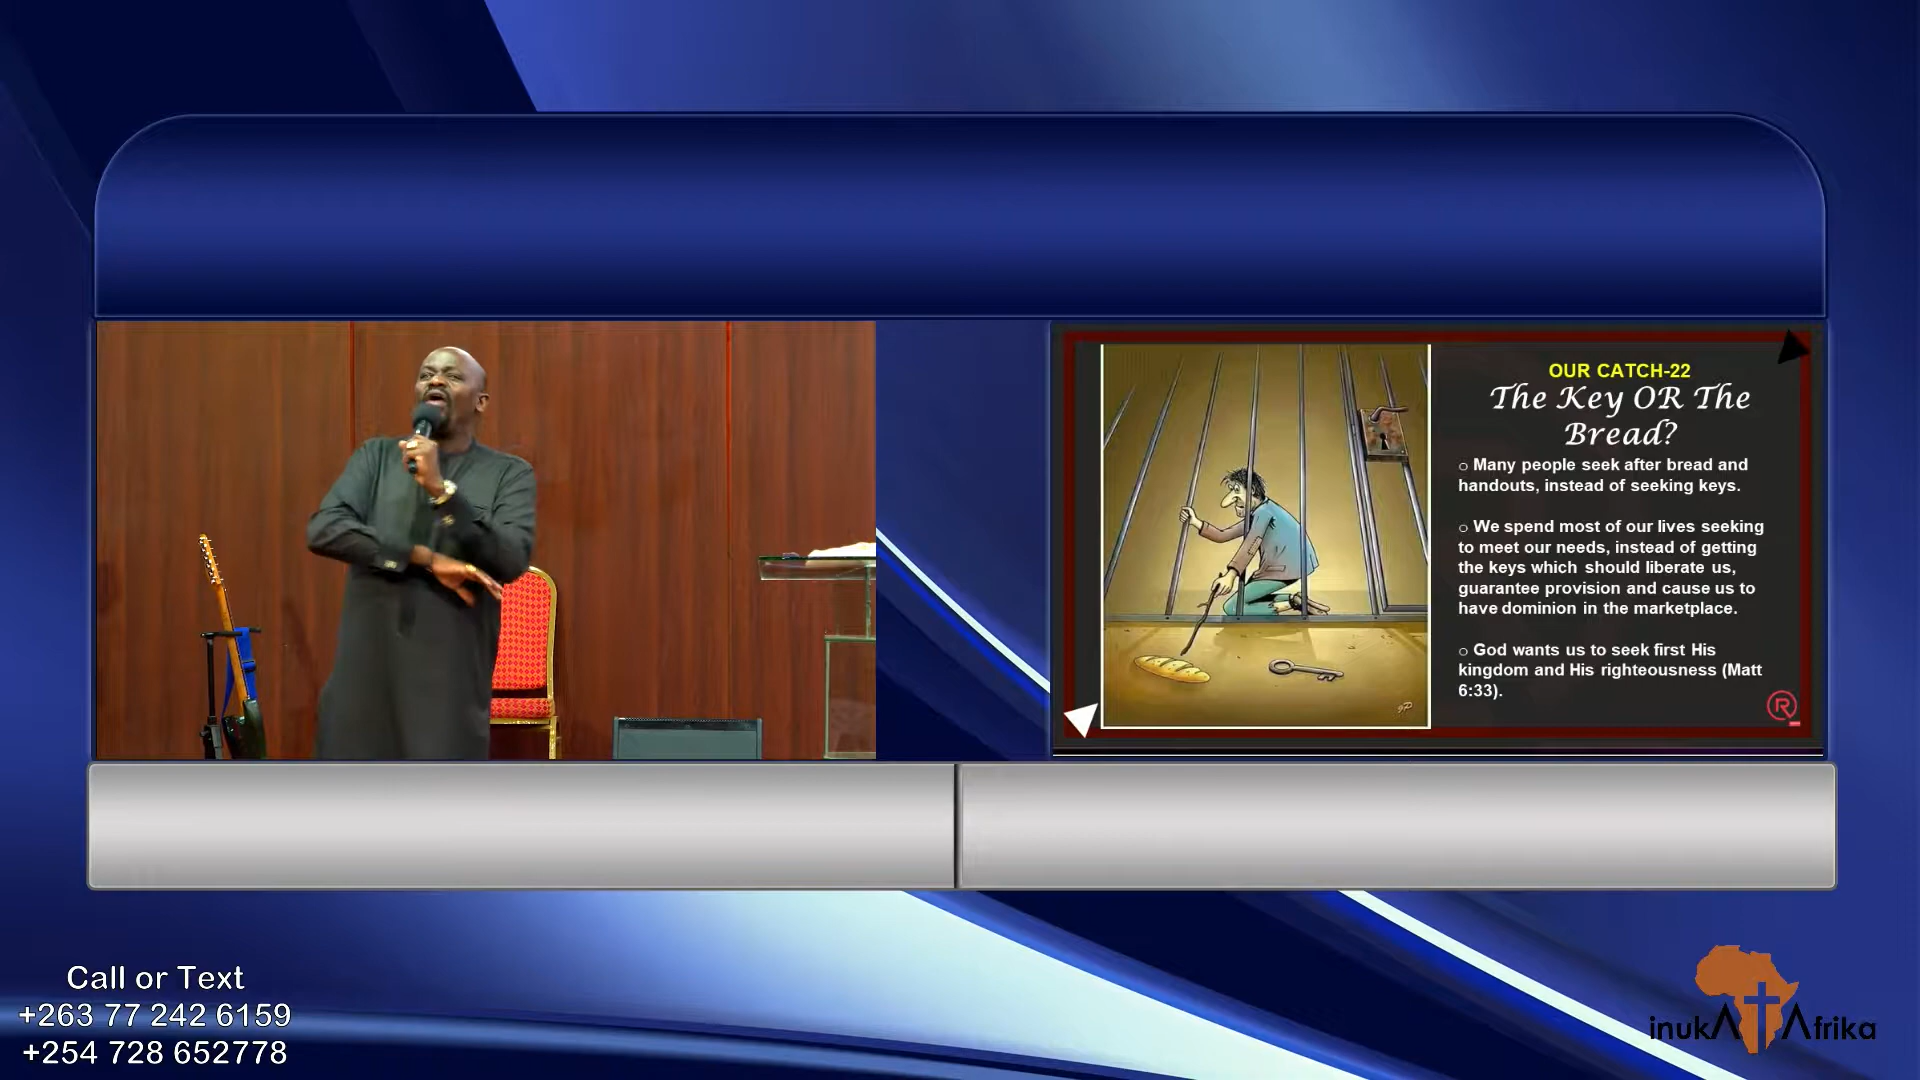 OUR CATCH-22
The Key OR The
Bread?
o Many people seek after bread and
handouts, instead of seeking keys.
o We spend most of our lives seeking
to meet our needs, instead of getting
the keys which should liberate us,
guarantee provision and cause us to
have dominion in the marketplace.
o God wants us to seek first His
kingdom and His righteousness (Matt
6:33).
R
Call or Text
+263 77 242 6159
+254 728 652778
inukA Afrika